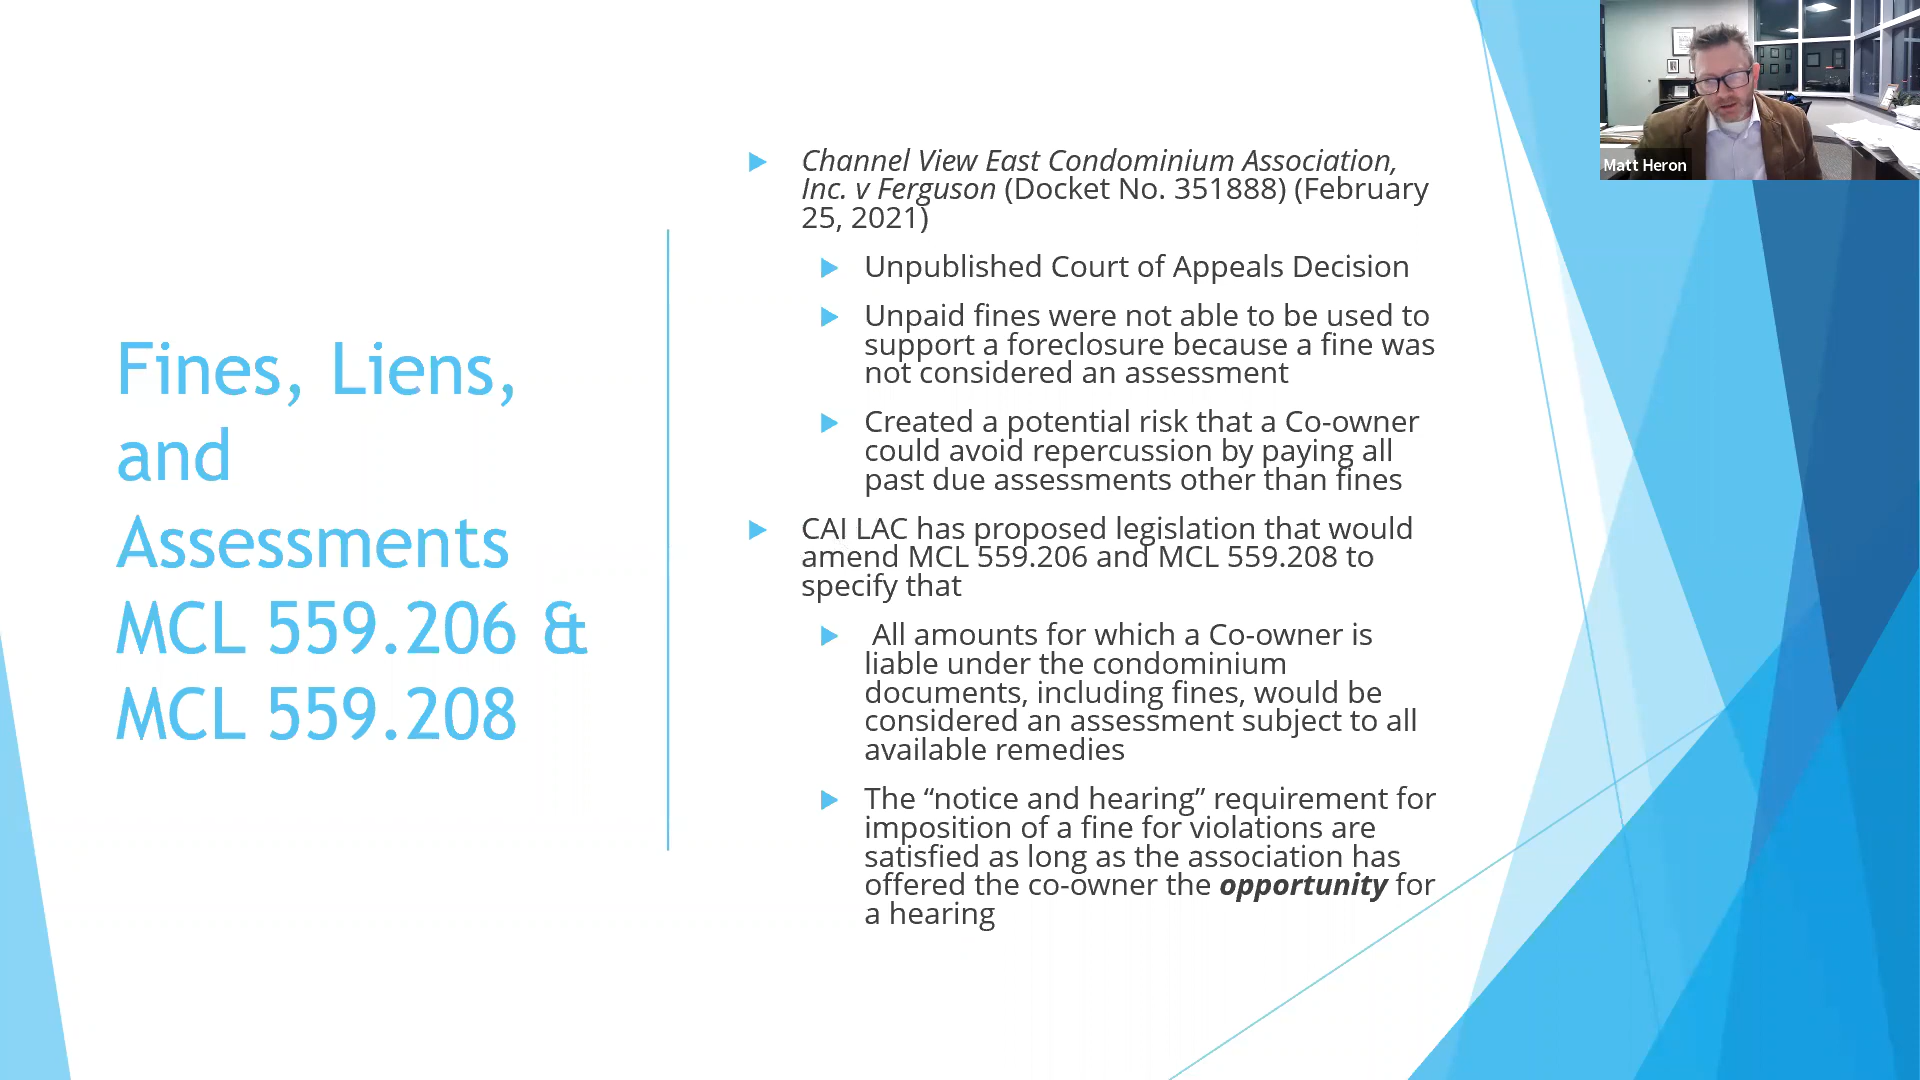 Fines, Liens,
and
Assessments
MCL 559.206 &
MCL 559.208
Channel View East Condominium Association,
Inc. v Ferguson (Docket No. 351888) (February
25, 2021)
Unpublished Court of Appeals Decision
Unpaid fines were not able to be used to
support a foreclosure because a fine was
not considered an assessment
Created a potential risk that a Co-owner
could avoid repercussion by paying all
past due assessments other than fines
CAI LAC has proposed legislation that would
amend MCL 559.206 and MCL 559.208 to
specify that
All amounts for which a Co-owner is
liable under the condominium
documents, including fines, would be
considered an assessment subject to all
available remedies
The “notice and hearing” requirement for
imposition of a fine for violations are
satisfied as long as the association has
offered the co-owner the opportunity for
a hearing
Matt Heron